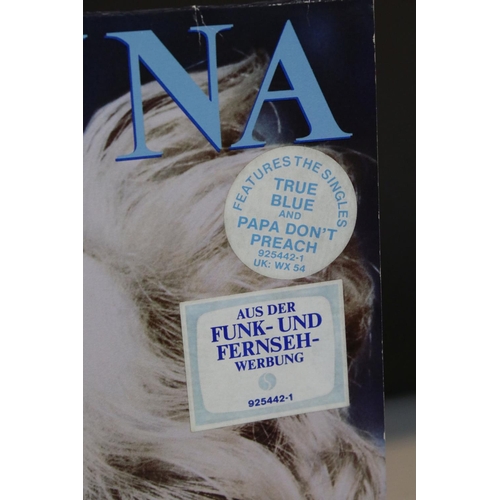 NNA
FEATURES THE SINGLES
TRUE
BLUE
AND
PAPA DON'T
PREACH
925442-1
UK: WX 54
AUS DER
FUNK- UND
FERNSEH-
WERBUNG
S
925442-1